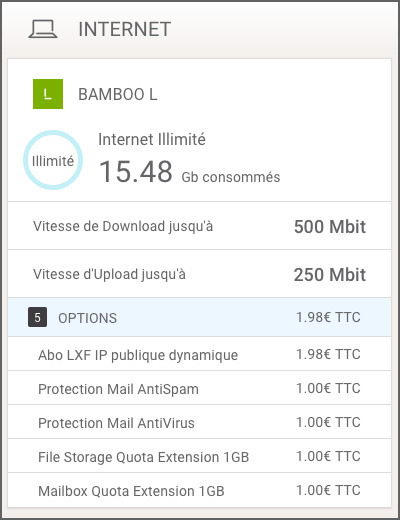 INTERNET
L
BAMBOO L
Internet Illimité
Illimité
15.48 Gb consommés
Vitesse de Download jusqu'à 500 Mbit
Vitesse d'Upload jusqu'à 250 Mbit
5 OPTIONS 1.98€ TTC
Abo LXF IP publique dynamique 1.98€ TTC
Protection Mail AntiSpam 1.00€ TTC
Protection Mail AntiVirus 1.00€ TTC
File Storage Quota Extension 1GB 1.00€ TTC
Mailbox Quota Extension 1GB 1.00€ TTC